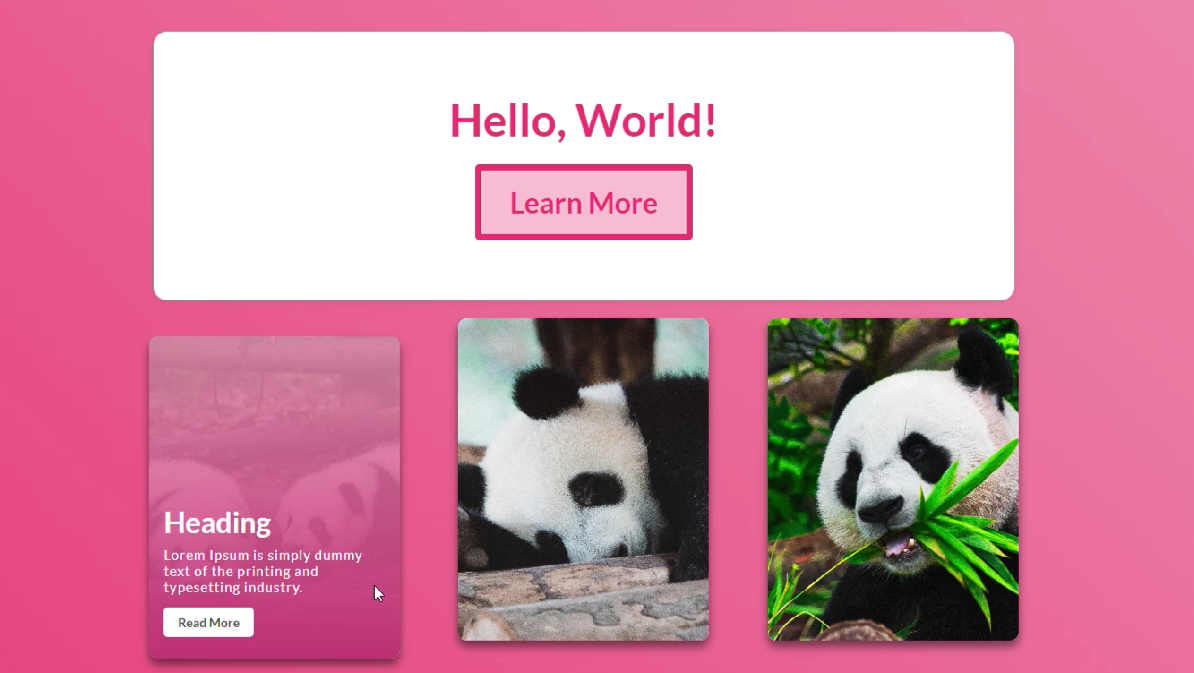 Hello, World!
Learn More
Heading
Lorem Ipsum is simply dummy
text of the printing and
typesetting industry.
Read More